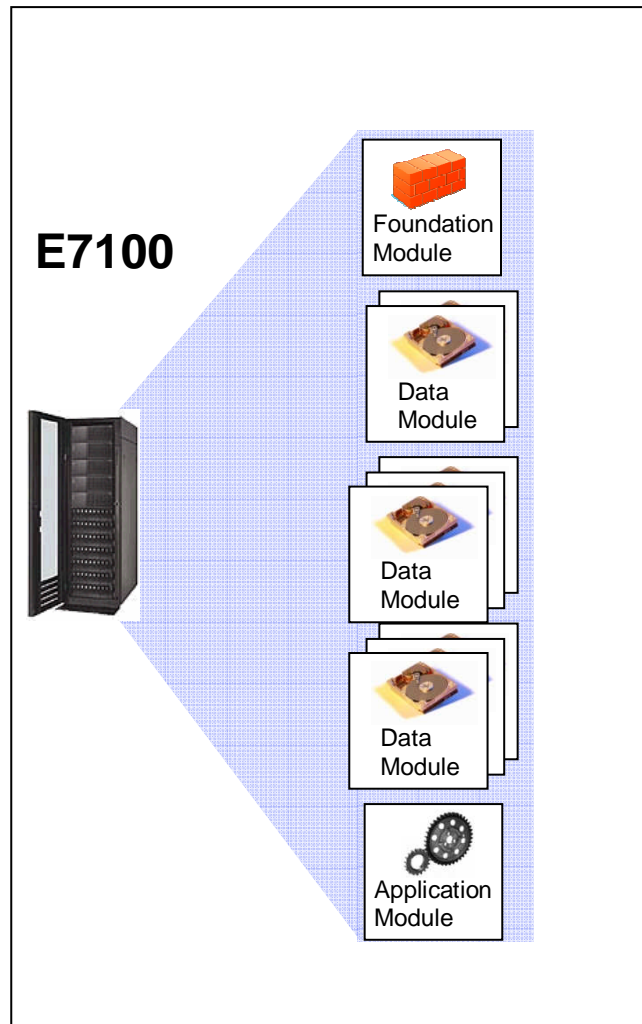 E7100
Foundation
Module
Data
Module
Data
Module
Data
Module
Application
Module